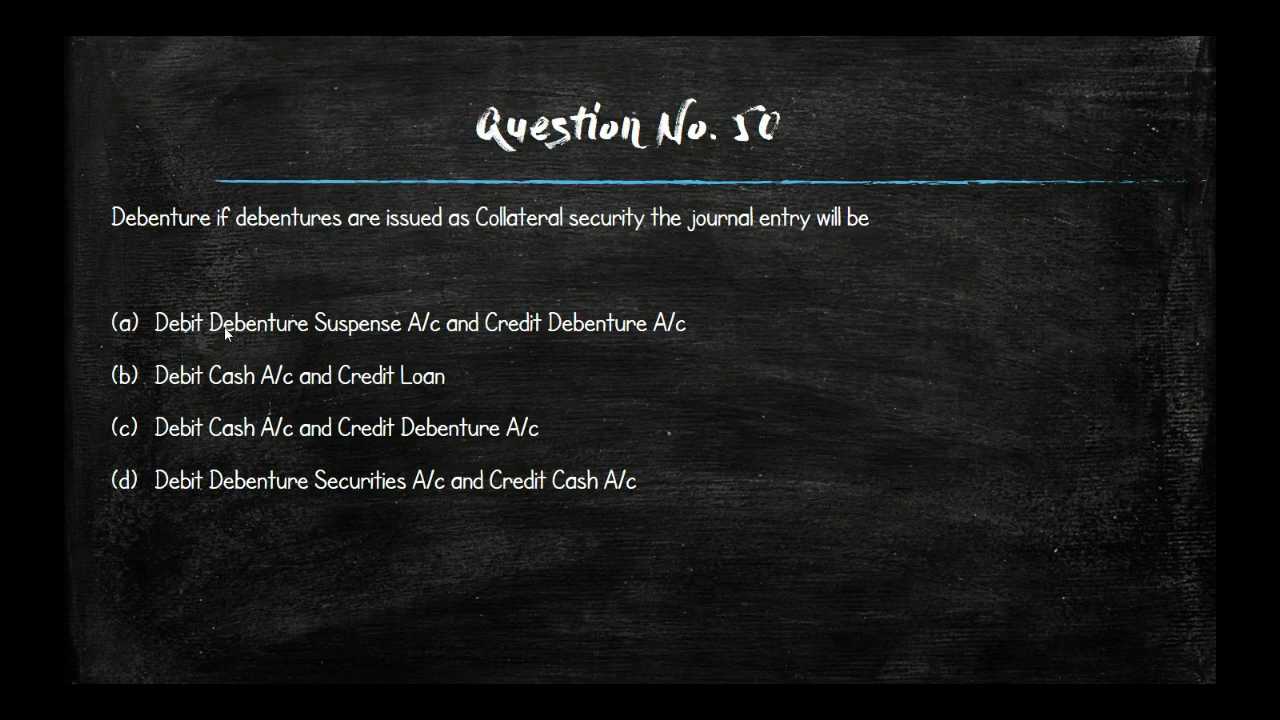 Question No. 50
Debenture if debentures are issued as Collateral security the journal entry will be
(a) Debit Debenture Suspense A/c and Credit Debenture A/c
(b) Debit Cash A/c and Credit Loan
(c) Debit Cash A/c and Credit Debenture A/c
(d) Debit Debenture Securities A/c and Credit Cash A/c